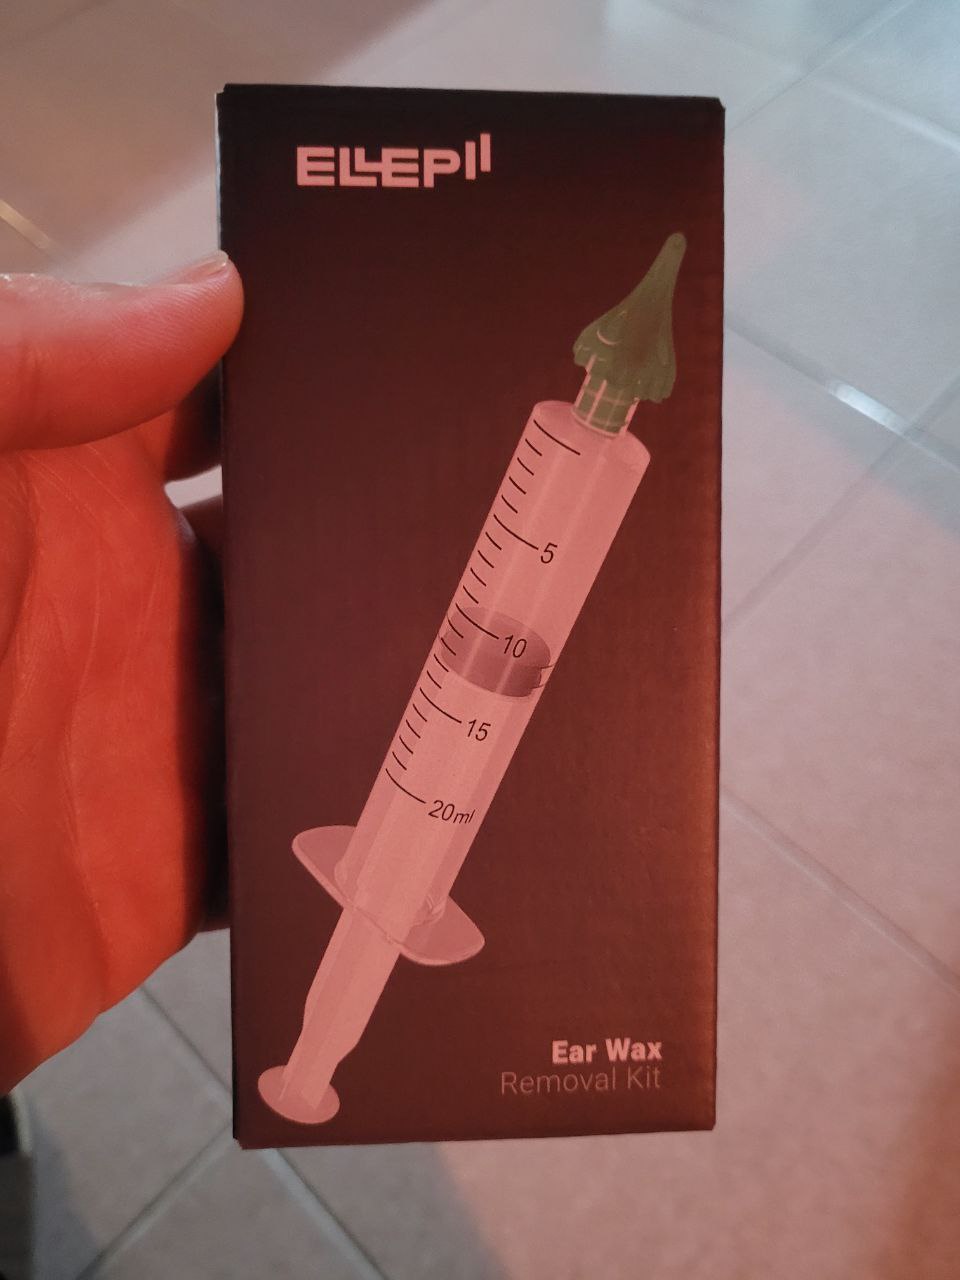 ELLEPII
5
10
15
20ml
Ear Wax
Removal Kit